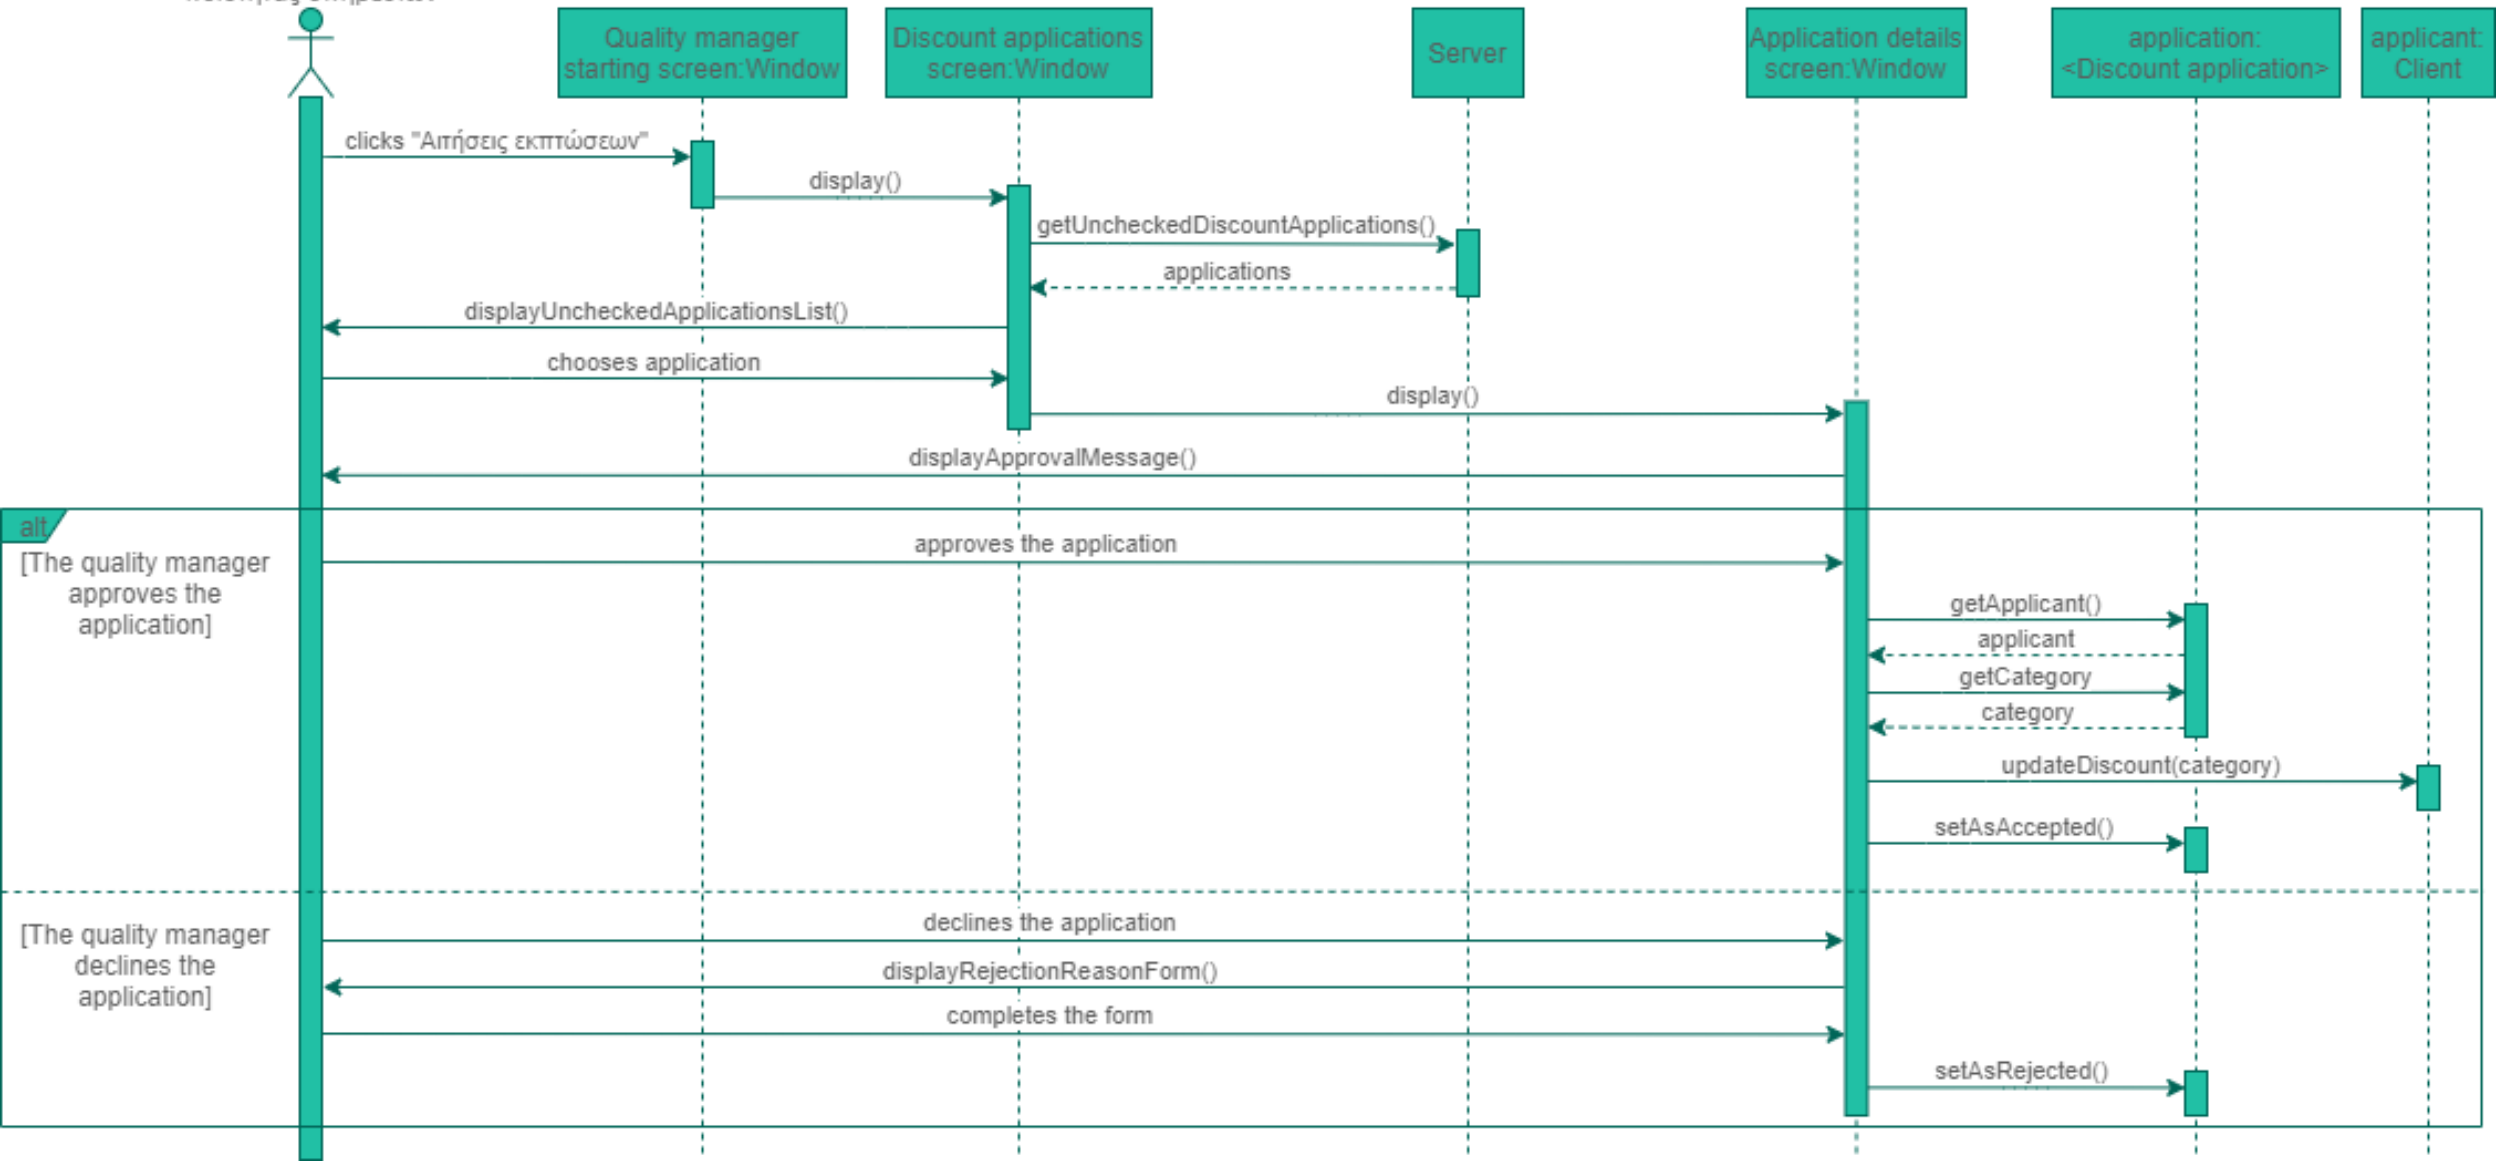 Quality manager
starting screen:Window
Discount applications
screen:Window
Server
Application details
screen:Window
application:
<Discount application>
applicant:
Client
clicks "Αιτήσεις εκπτώσεων"
display()
getUncheckedDiscountApplications()
applications
displayUncheckedApplicationsList()
chooses application
display()
displayApprovalMessage()
alt
[The quality manager
approves the
application]
approves the application
getApplicant()
applicant
getCategory
category
updateDiscount(category)
setAsAccepted()
[The quality manager
declines the
application]
declines the application
displayRejectionReasonForm()
completes the form
setAsRejected()